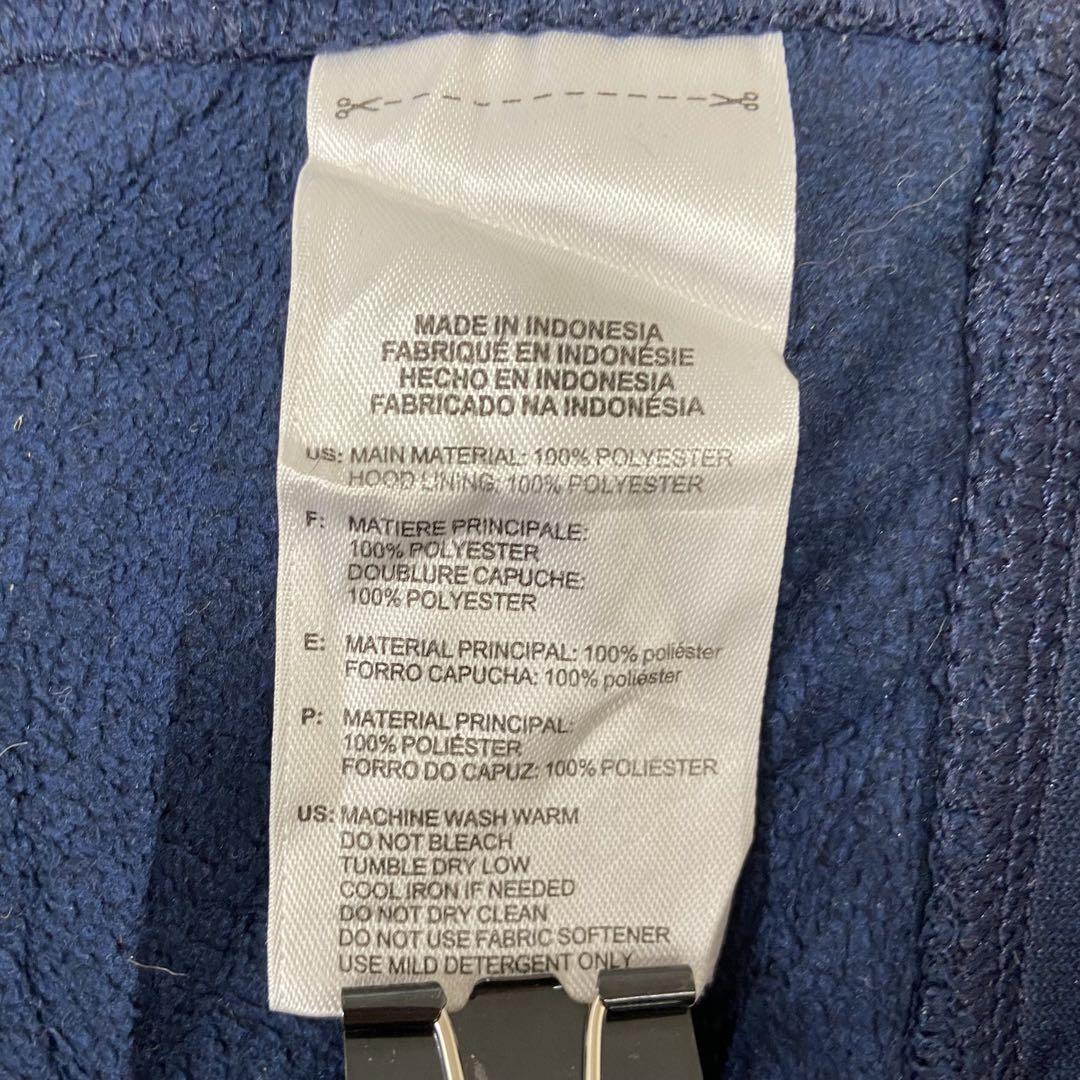 MADE IN INDONESIA
FABRIQUÉ EN INDONÉSIE
HECHO EN INDONESIA
FABRICADO NA INDONÉSIA
US: MAIN MATERIAL: 100% POLYESTER
HOOD LINING: 100% POLYESTER
F: MATIERE PRINCIPALE:
100% POLYESTER
DOUBLURE CAPUCHE:
100% POLYESTER
E: MATERIAL PRINCIPAL: 100% poliéster
FORRO CAPUCHA: 100% poliéster
P: MATERIAL PRINCIPAL:
100% POLIÉSTER
FORRO DO CAPUZ: 100% POLIÉSTER
US: MACHINE WASH WARM
DO NOT BLEACH
TUMBLE DRY LOW
COOL IRON IF NEEDED
DO NOT DRY CLEAN
DO NOT USE FABRIC SOFTENER
USE MILD DETERGENT ONLY